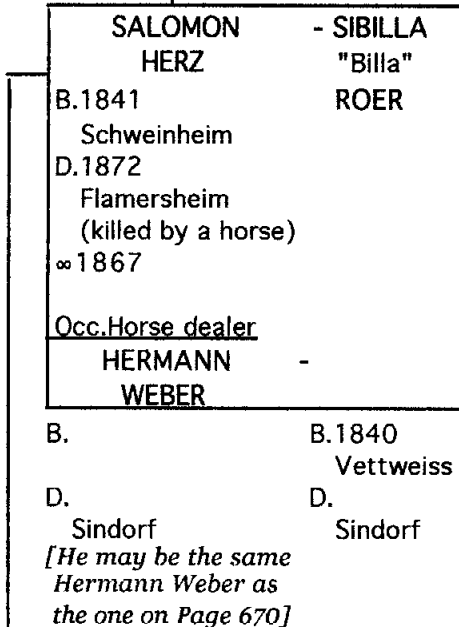 SALOMON - SIBILLA
HERZ "Billa"
B.1841 ROER
Schweinheim
D.1872
Flamersheim
(killed by a horse)
∞1867
Occ.Horse dealer
HERMANN -
WEBER
B. B.1840
Vettweiss
D. D.
Sindorf Sindorf
[He may be the same
Hermann Weber as
the one on Page 670]